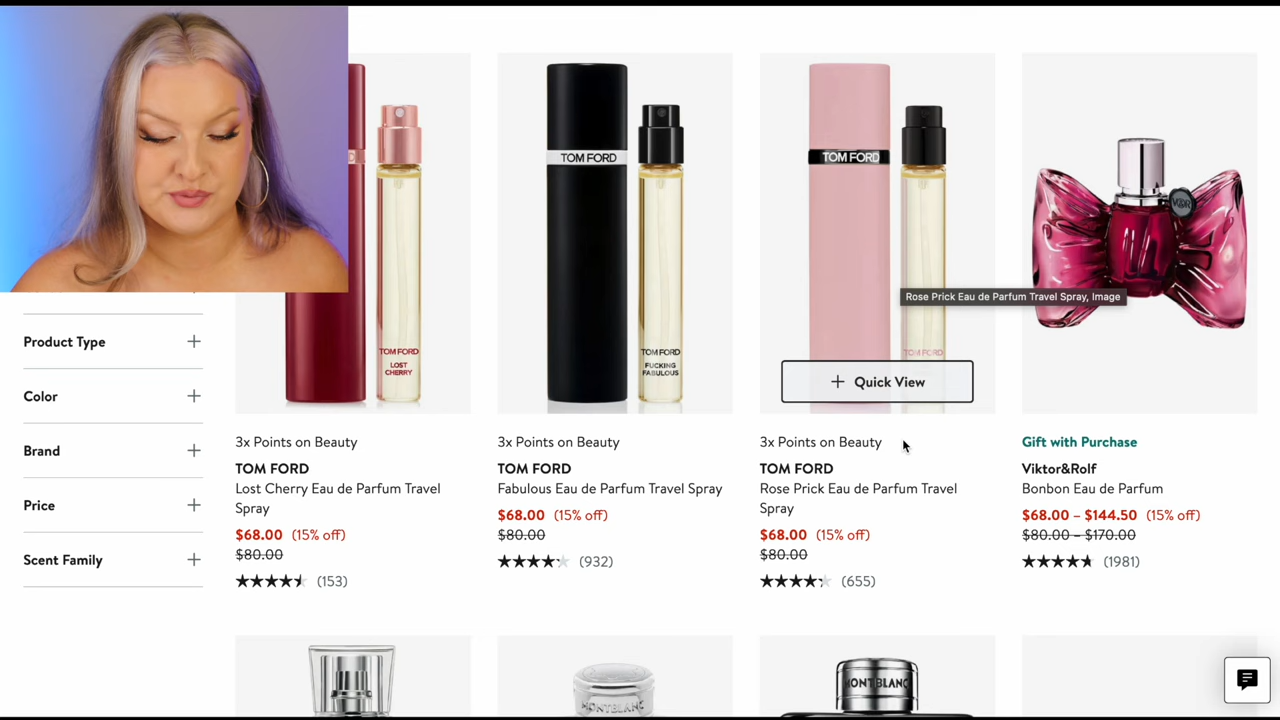 TOM FORD
TOM FORD
TOM FORD
LOST
CHERRY
TOM FORD
FUCKING
FABULOUS
TOM FORD
VIKTOR&ROLF
Rose Prick Eau de Parfum Travel Spray, Image
+ Quick View
Product Type +
Color +
Brand +
Price +
Scent Family +
3x Points on Beauty
TOM FORD
Lost Cherry Eau de Parfum Travel
Spray
$68.00 (15% off)
$80.00
★★★★★ (153)
3x Points on Beauty
TOM FORD
Fabulous Eau de Parfum Travel Spray
$68.00 (15% off)
$80.00
★★★★★ (932)
3x Points on Beauty
TOM FORD
Rose Prick Eau de Parfum Travel
Spray
$68.00 (15% off)
$80.00
★★★★★ (655)
Gift with Purchase
Viktor&Rolf
Bonbon Eau de Parfum
$68.00 – $144.50 (15% off)
$80.00 – $170.00
★★★★★ (1981)
MONTBLANC
MONTBLANC